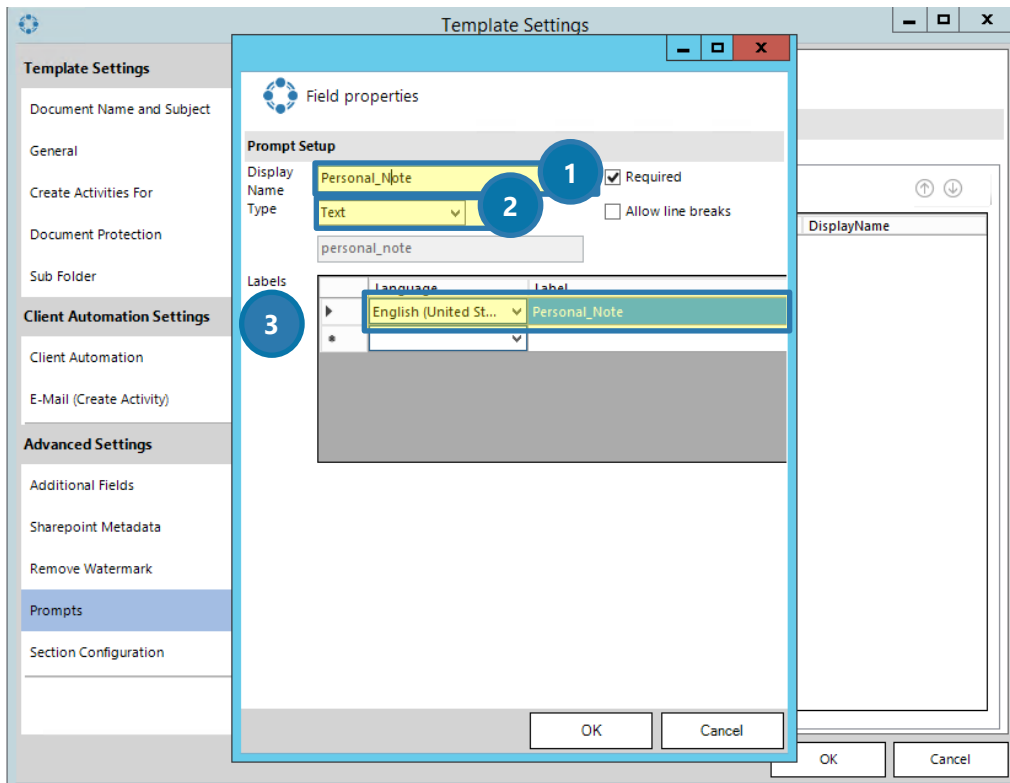 Template Settings
x
x
Template Settings
Document Name and Subject
General
Create Activities For
Document Protection
Sub Folder
Client Automation Settings
Client Automation
E-Mail (Create Activity)
Advanced Settings
Additional Fields
Sharepoint Metadata
Remove Watermark
Prompts
Section Configuration
Field properties
Prompt Setup
Display Name
Personal_Note
1
Required
Type
Text
2
Allow line breaks
personal_note
Labels
Language Label
3
English (United St... Personal_Note
*
DisplayName
OK Cancel
OK Cancel